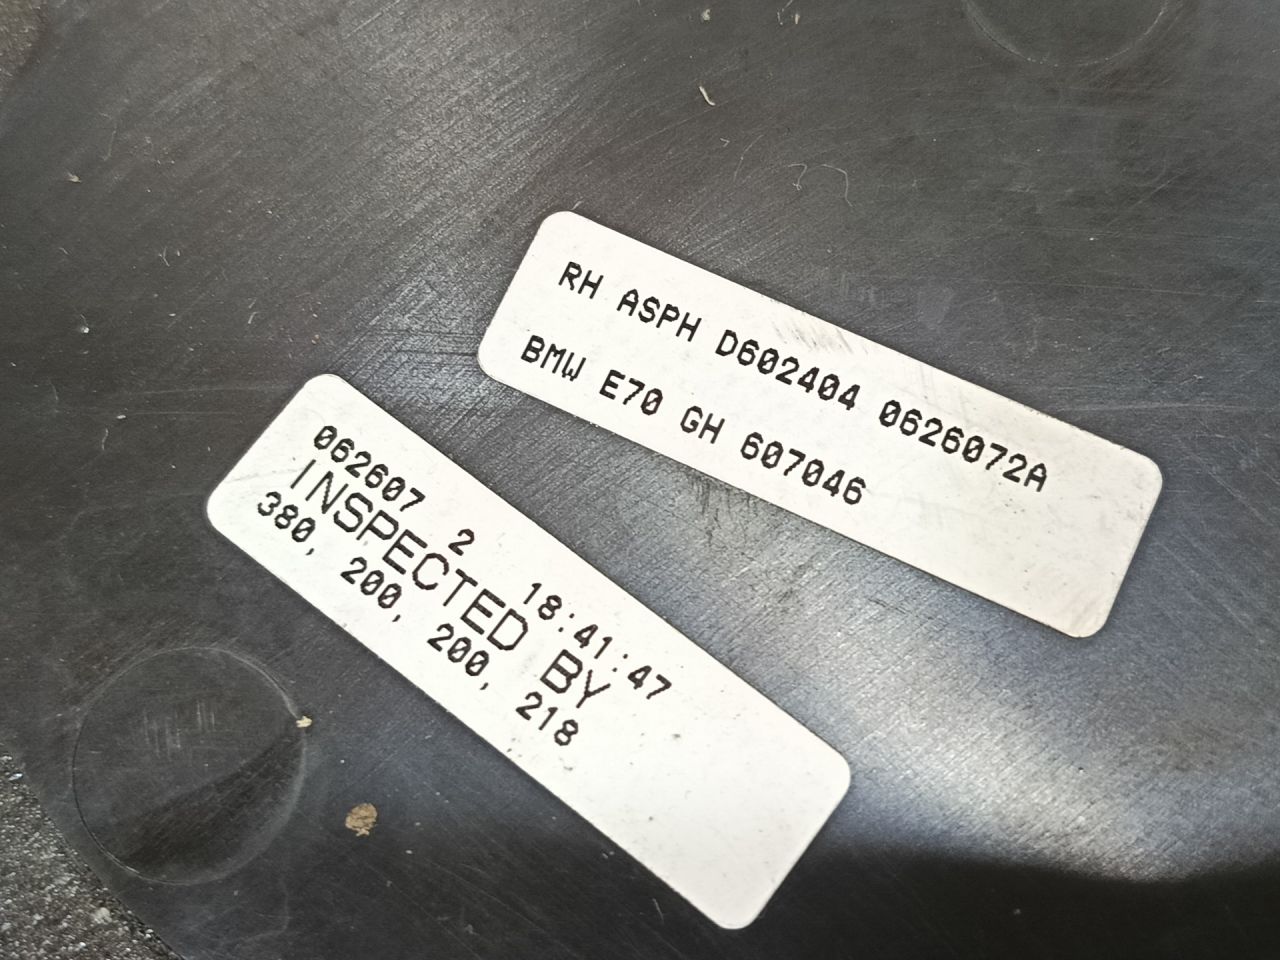 RH ASPH D602404 0626072A
BMW E70 GH 607046
062607 2 18:41:47
INSPECTED BY
380, 200, 200, 218